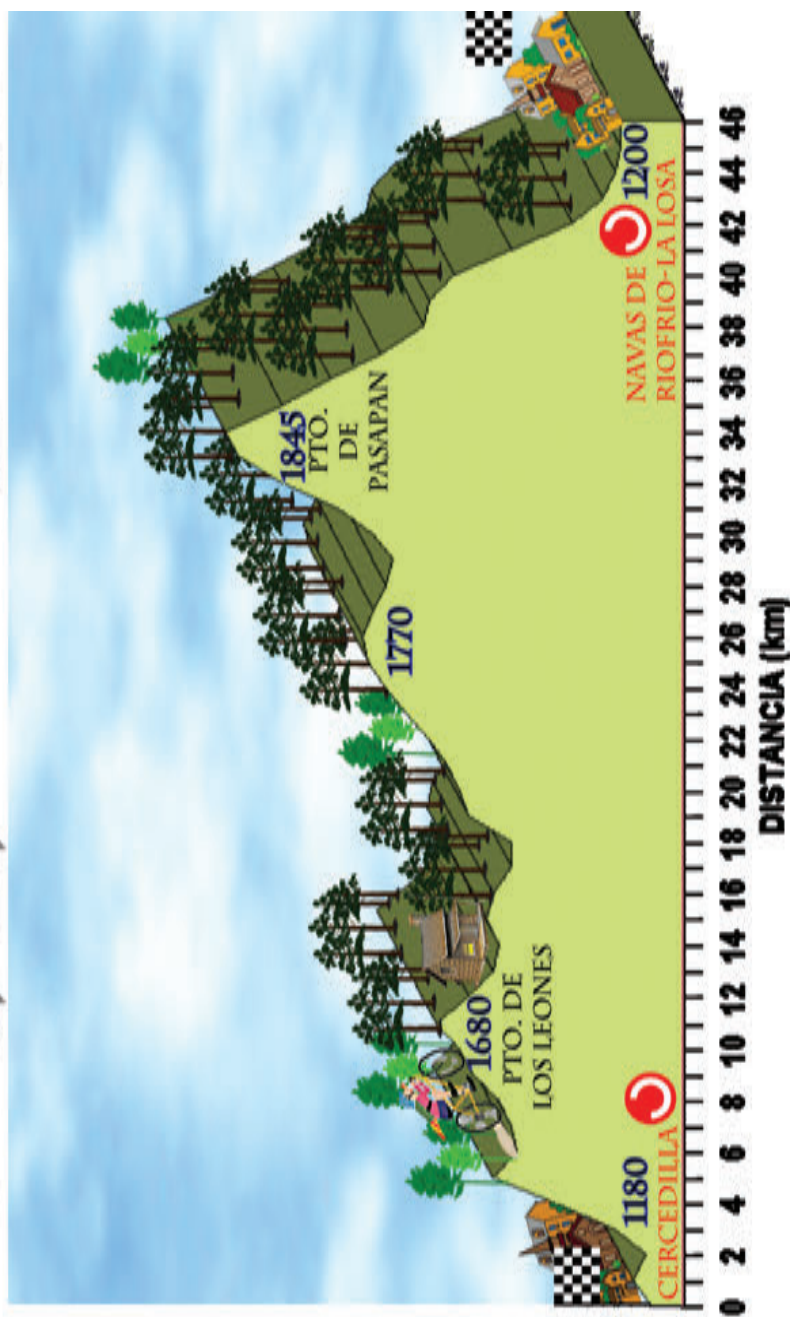 1680
PTO. DE
LOS LEONES
1770
1845
PTO.
DE
PASAPAN
1180
CERCEDILLA
1200
NAVAS DE
RIOFRIO-LA LOSA
0 2 4 6 8 10 12 14 16 18 20 22 24 26 28 30 32 34 36 38 40 42 44 46
DISTANCIA (km)